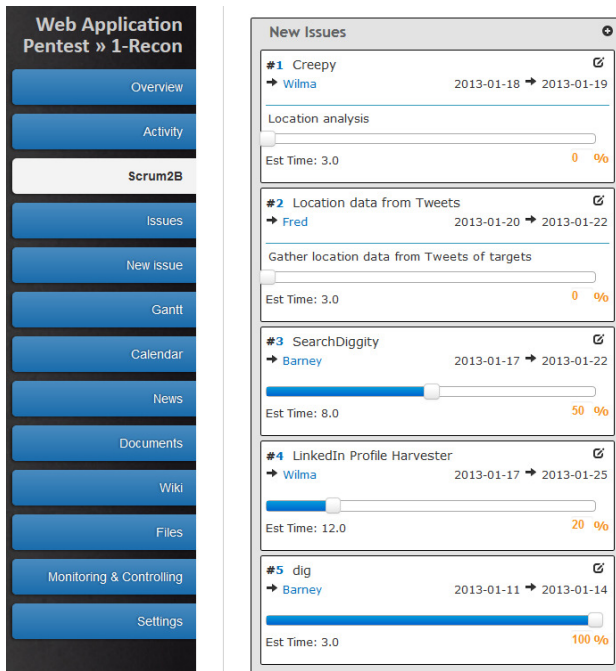 Web Application
Pentest » 1-Recon
Overview
Activity
Scrum2B
Issues
New issue
Gantt
Calendar
News
Documents
Wiki
Files
Monitoring & Controlling
Settings
New Issues
#1 Creepy
Wilma 2013-01-18 → 2013-01-19
Location analysis
Est Time: 3.0 0 %
#2 Location data from Tweets
Fred 2013-01-20 → 2013-01-22
Gather location data from Tweets of targets
Est Time: 3.0 0 %
#3 SearchDiggity
Barney 2013-01-17 → 2013-01-22
Est Time: 8.0 50 %
#4 LinkedIn Profile Harvester
Wilma 2013-01-17 → 2013-01-25
Est Time: 12.0 20 %
#5 dig
Barney 2013-01-11 → 2013-01-14
Est Time: 3.0 100 %